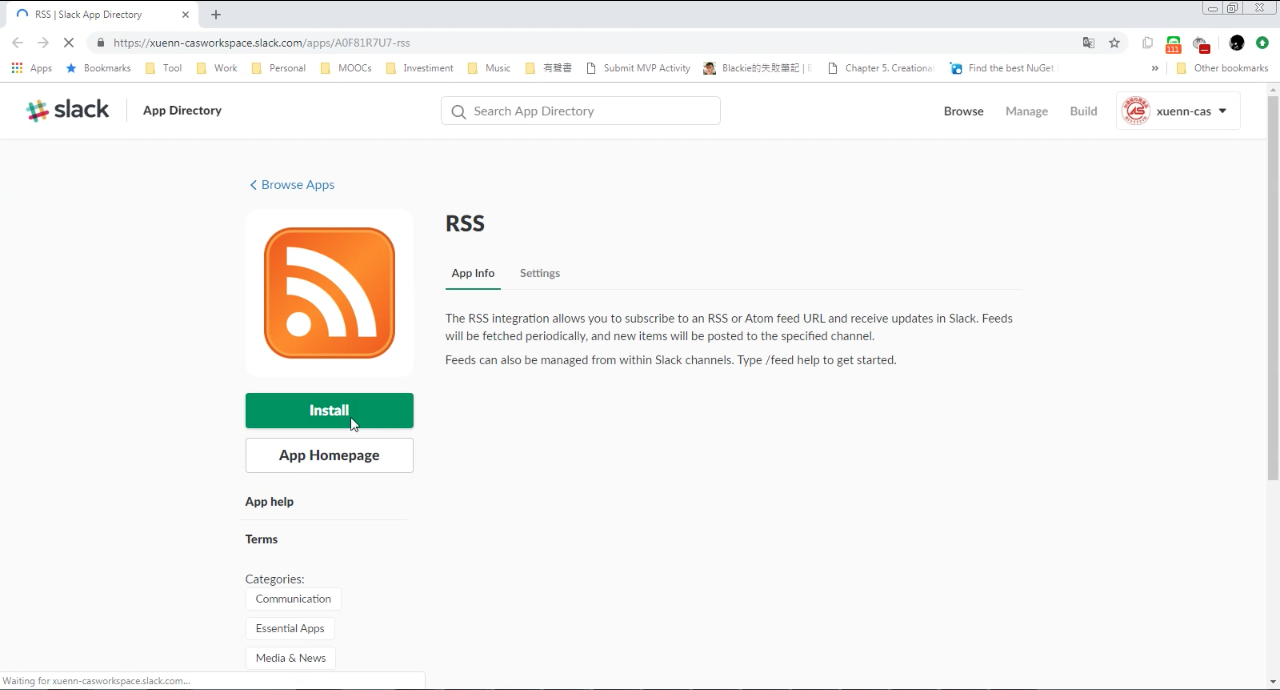 RSS | Slack App Directory
https://xuenn-casworkspace.slack.com/apps/A0F81R7U7-rss
111
Apps Bookmarks Tool Work Personal MOOCs Investiment Music 有聲書 Submit MVP Activity Blackie的失敗筆記 | Chapter 5. Creational Find the best NuGet » Other bookmarks
slack App Directory Search App Directory Browse Manage Build xuenn-cas
Browse Apps
RSS
App Info Settings
The RSS integration allows you to subscribe to an RSS or Atom feed URL and receive updates in Slack. Feeds
will be fetched periodically, and new items will be posted to the specified channel.
Feeds can also be managed from within Slack channels. Type /feed help to get started.
Install
App Homepage
App help
Terms
Categories:
Communication
Essential Apps
Media & News
Waiting for xuenn-casworkspace.slack.com...